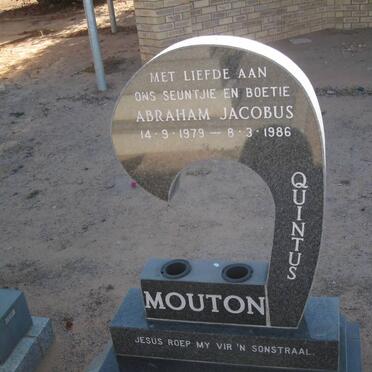 MET LIEFDE AAN
ONS SEUNTJIE EN BOETIE
ABRAHAM JACOBUS
14-9-1979 — 8-3-1986
QUINTUS
MOUTON
JESUS ROEP MY VIR 'N SONSTRAAL.